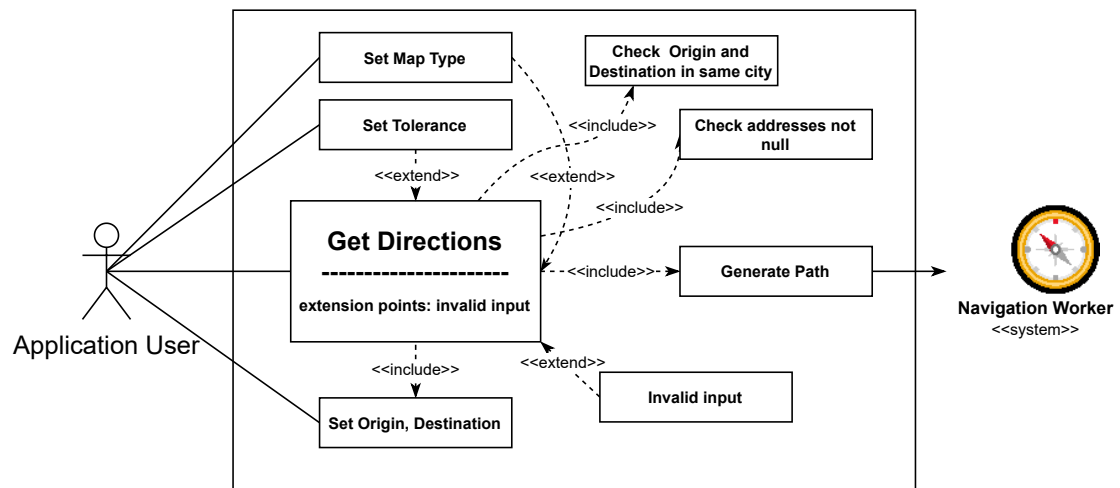 Set Map Type
Check Origin and
Destination in same city
Set Tolerance
<<include>>
Check addresses not
null
<<extend>>
<<extend>>
<<include>>
Get Directions
-----------------------
extension points: invalid input
<<include>>
Generate Path
Navigation Worker
<<system>>
Application User
<<include>>
<<extend>>
Invalid input
Set Origin, Destination